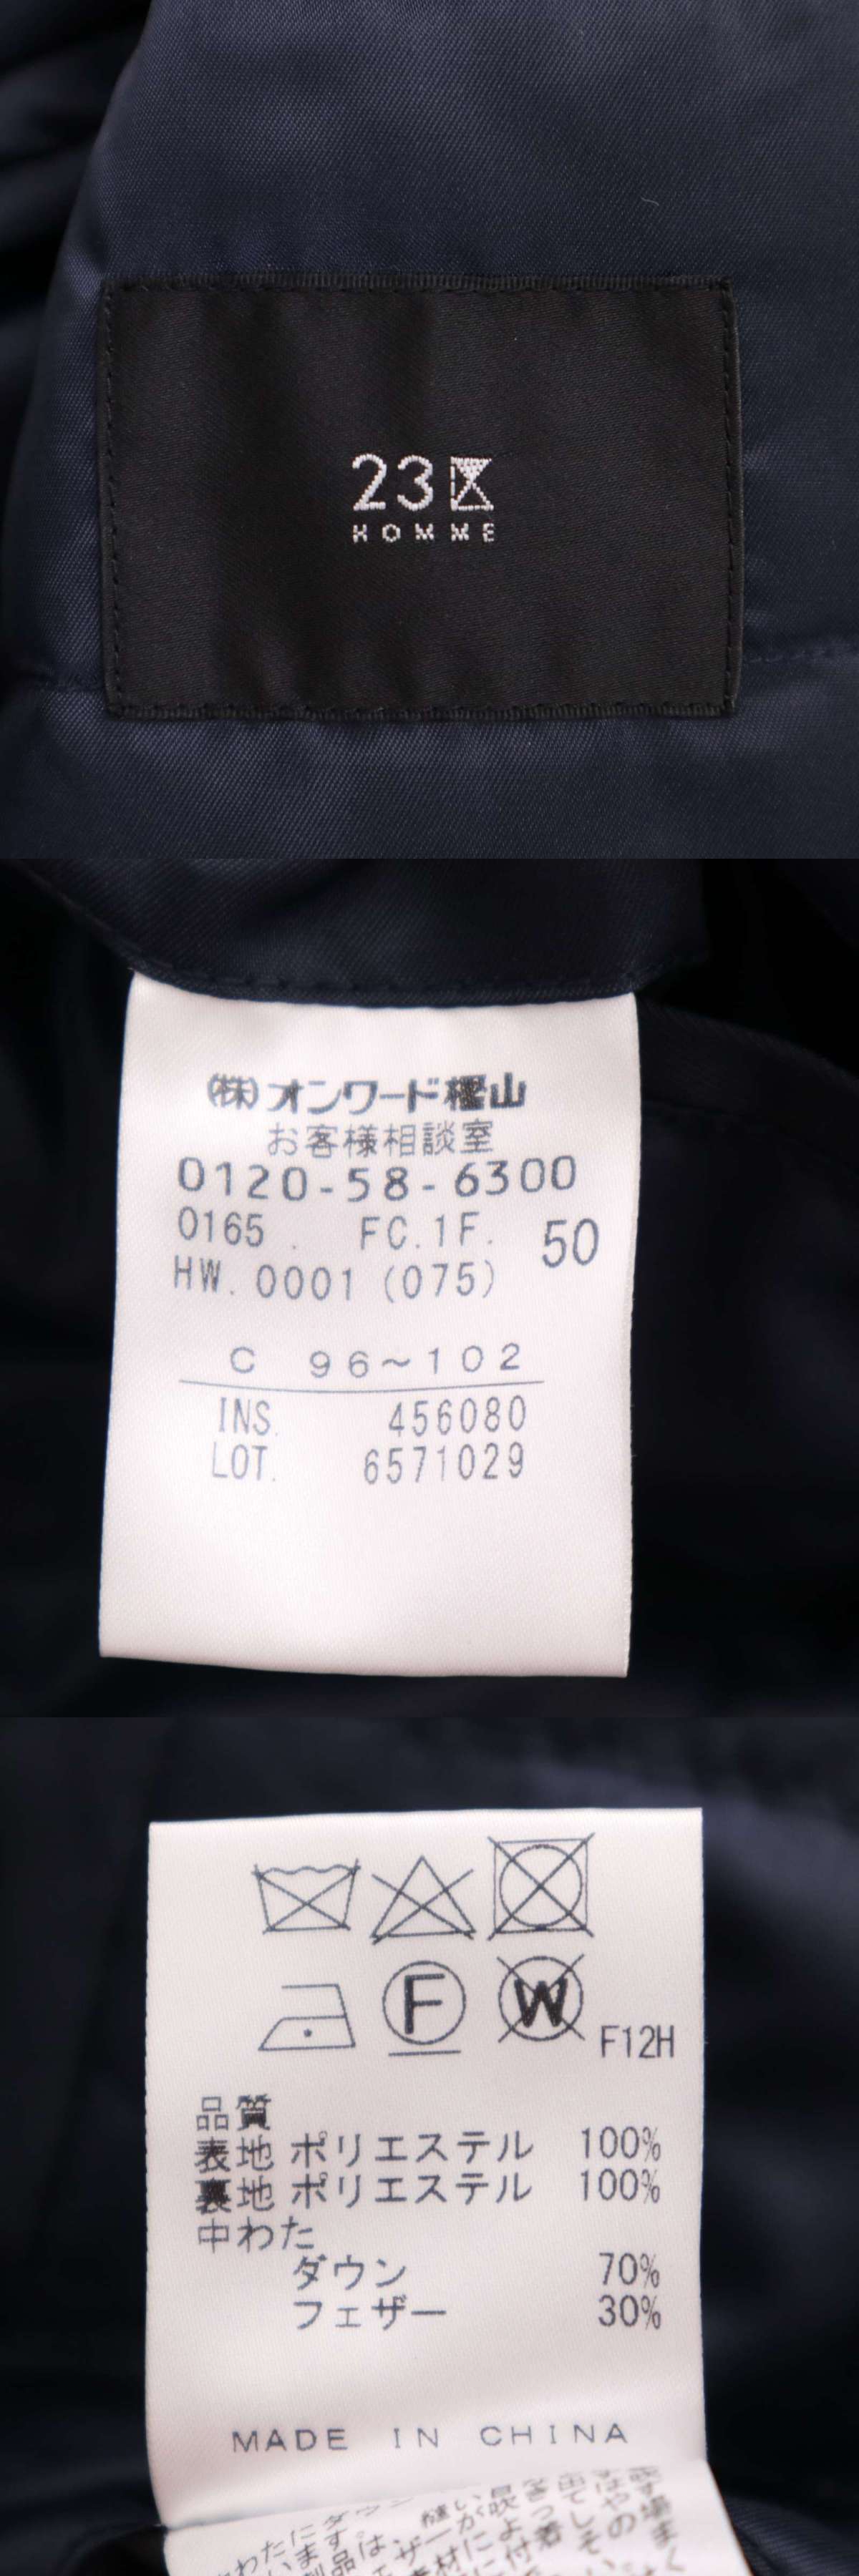 23区
HOMME
(株)オンワード樫山
お客様相談室
0120-58-6300
0165 . FC.1F. 50
HW.0001 (075)
C 96~102
INS. 456080
LOT. 6571029
F
W
F12H
品質
表地 ポリエステル 100%
裏地 ポリエステル 100%
中わた
ダウン 70%
フェザー 30%
MADE IN CHINA